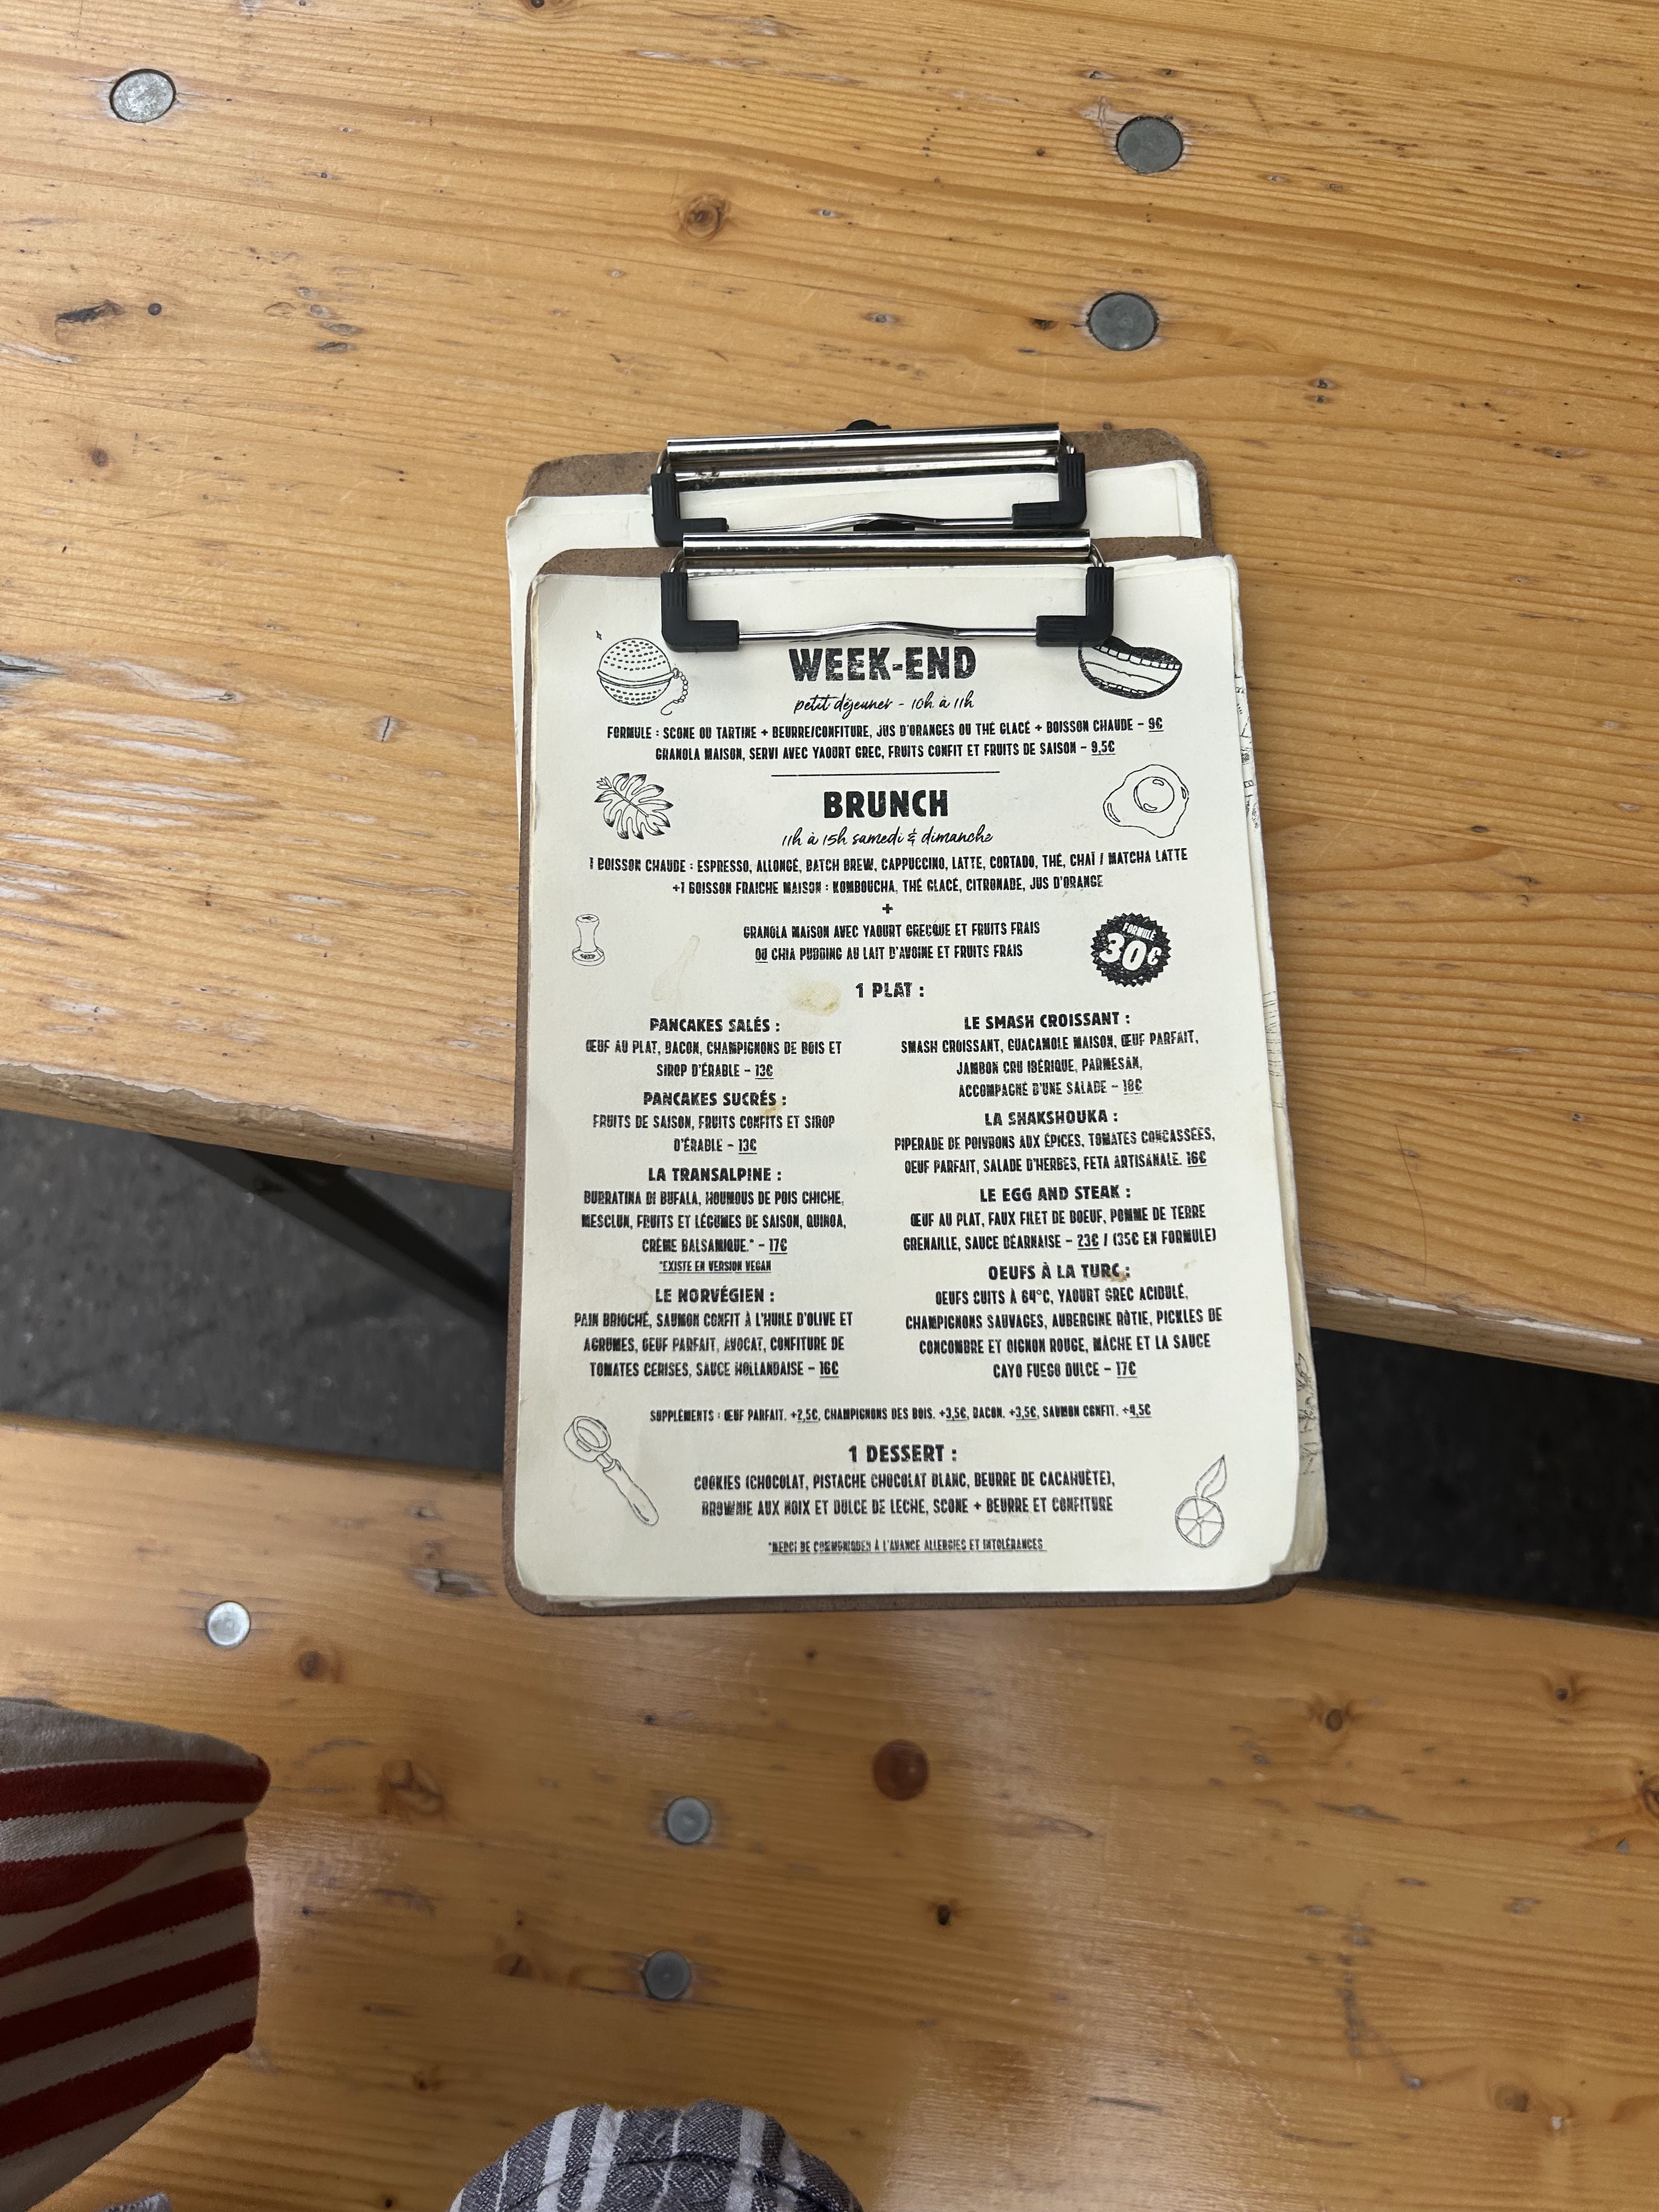 WEEK-END
petit déjeuner - 10h à 11h
FORMULE : SCONE OU TARTINE + BEURRE/CONFITURE, JUS D'ORANGES OU THÉ GLACÉ + BOISSON CHAUDE - 9€
GRANOLA MAISON, SERVI AVEC YAOURT GREC, FRUITS CONFIT ET FRUITS DE SAISON - 9,5€
BRUNCH
11h à 15h samedi & dimanche
1 BOISSON CHAUDE : ESPRESSO, ALLONGÉ, BATCH BREW, CAPPUCCINO, LATTE, CORTADO, THÉ, CHAÏ / MATCHA LATTE
+1 BOISSON FRAICHE MAISON : KOMBOUCHA, THÉ GLACÉ, CITRONADE, JUS D'ORANGE
+
GRANOLA MAISON AVEC YAOURT GRECQUE ET FRUITS FRAIS
OU CHIA PUDDING AU LAIT D'AVOINE ET FRUITS FRAIS
FORMULE
30€
1 PLAT :
PANCAKES SALÉS :
ŒUF AU PLAT, BACON, CHAMPIGNONS DE BOIS ET
SIROP D'ÉRABLE - 13€
PANCAKES SUCRÉS :
FRUITS DE SAISON, FRUITS CONFITS ET SIROP
D'ÉRABLE - 13€
LA TRANSALPINE :
BURRATINA DI BUFALA, HOUMOUS DE POIS CHICHE,
MESCLUN, FRUITS ET LÉGUMES DE SAISON, QUINOA,
CRÈME BALSAMIQUE.* - 17€
*EXISTE EN VERSION VEGAN
LE NORVÉGIEN :
PAIN BRIOCHÉ, SAUMON CONFIT À L'HUILE D'OLIVE ET
AGRUMES, OEUF PARFAIT, AVOCAT, CONFITURE DE
TOMATES CERISES, SAUCE HOLLANDAISE - 16€
LE SMASH CROISSANT :
SMASH CROISSANT, GUACAMOLE MAISON, ŒUF PARFAIT,
JAMBON CRU IBÉRIQUE, PARMESAN,
ACCOMPAGNÉ D'UNE SALADE - 18€
LA SHAKSHOUKA :
PIPERADE DE POIVRONS AUX ÉPICES, TOMATES CONCASSÉES,
OEUF PARFAIT, SALADE D'HERBES, FETA ARTISANALE. 16€
LE EGG AND STEAK :
ŒUF AU PLAT, FAUX FILET DE BOEUF, POMME DE TERRE
GRENAILLE, SAUCE BÉARNAISE - 23€ / (35€ EN FORMULE)
OEUFS À LA TURC :
OEUFS CUITS À 64°C, YAOURT GREC ACIDULÉ,
CHAMPIGNONS SAUVAGES, AUBERGINE RÔTIE, PICKLES DE
CONCOMBRE ET OIGNON ROUGE, MÂCHE ET LA SAUCE
CAYO FUEGO DULCE - 17€
SUPPLÉMENTS : ŒUF PARFAIT. +2,5€, CHAMPIGNONS DES BOIS. +3,5€, BACON. +3,5€, SAUMON CONFIT. +4,5€
1 DESSERT :
COOKIES (CHOCOLAT, PISTACHE CHOCOLAT BLANC, BEURRE DE CACAHUÈTE),
BROWNIE AUX NOIX ET DULCE DE LECHE, SCONE + BEURRE ET CONFITURE
*MERCI DE COMMUNIQUER À L'AVANCE ALLERGIES ET INTOLÉRANCES